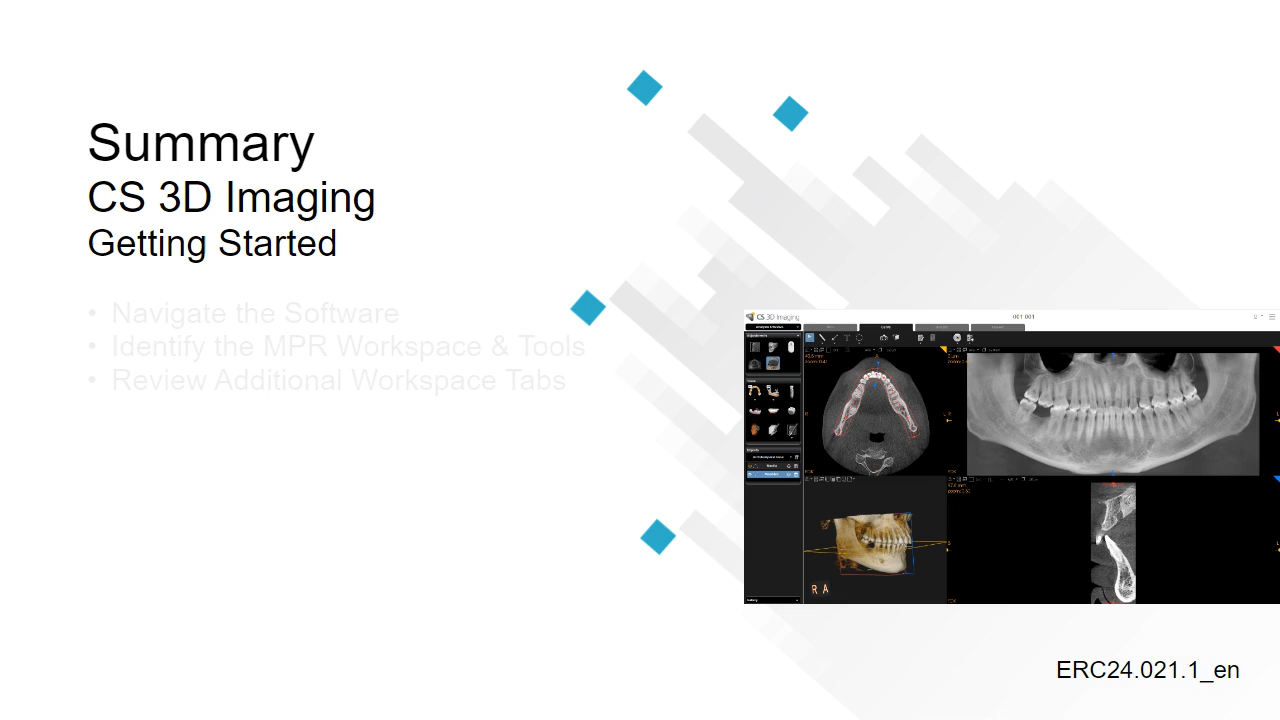 Summary
CS 3D Imaging
Getting Started
• Navigate the Software
• Identify the MPR Workspace & Tools
• Review Additional Workspace Tabs
CS 3D Imaging
001 001
R A
ERC24.021.1_en